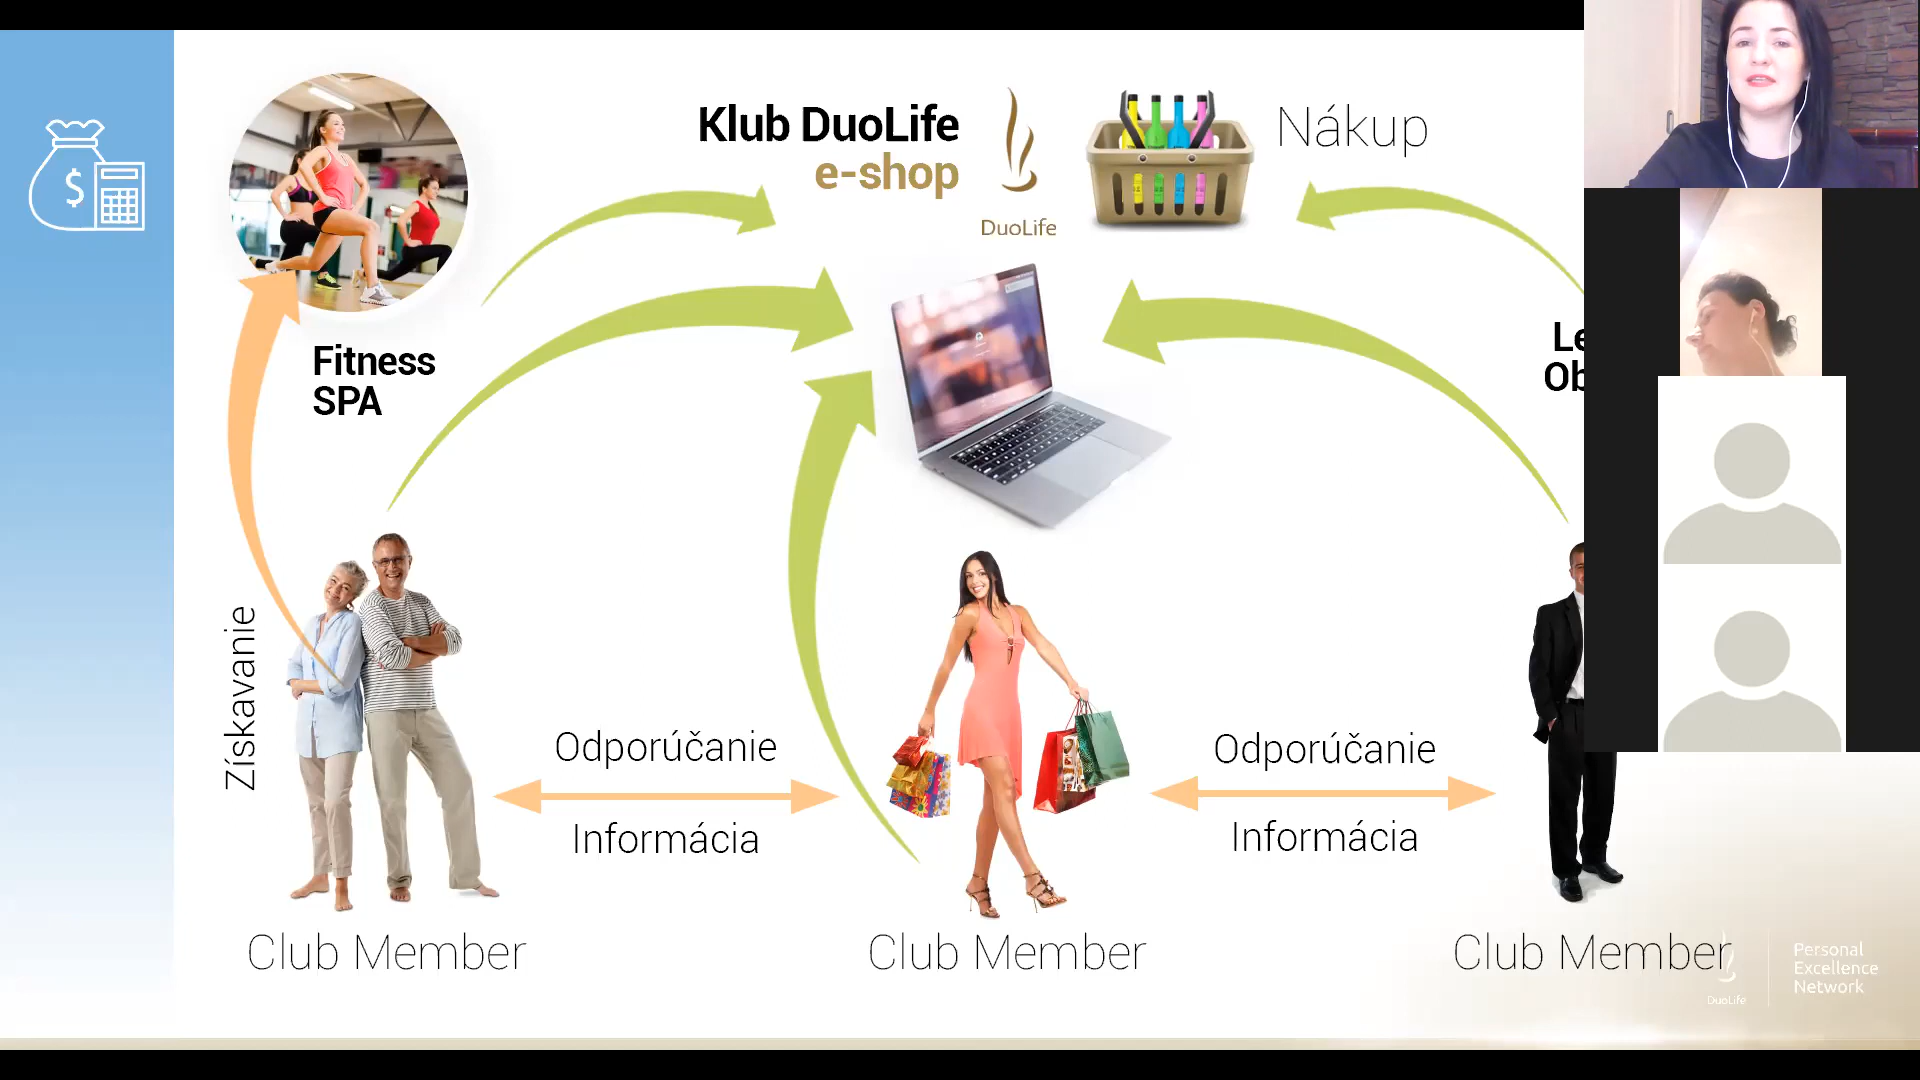 Klub DuoLife
e-shop
DuoLife
Nákup
Fitness
SPA
Získavanie
Odporúčanie
Informácia
Odporúčanie
Informácia
Club Member
Club Member
Club Member
DuoLife
Personal
Excellence
Network